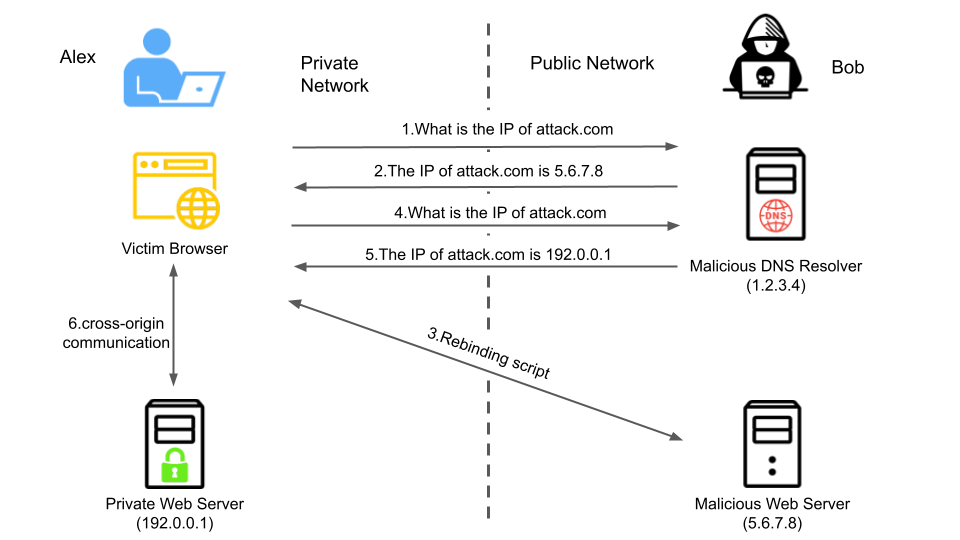 Alex
Private
Network
Public Network
Bob
1.What is the IP of attack.com
2.The IP of attack.com is 5.6.7.8
4.What is the IP of attack.com
DNS
Victim Browser
5.The IP of attack.com is 192.0.0.1
Malicious DNS Resolver
(1.2.3.4)
6.cross-origin
communication
3.Rebinding script
Private Web Server
(192.0.0.1)
Malicious Web Server
(5.6.7.8)